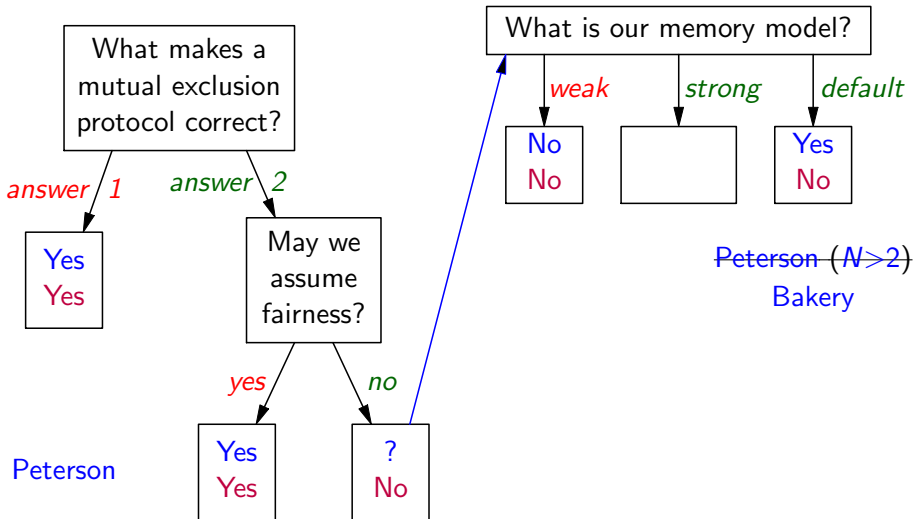 What makes a
mutual exclusion
protocol correct?
answer 1
answer 2
Yes
Yes
May we
assume
fairness?
yes
no
Yes
Yes
?
No
Peterson
What is our memory model?
weak
strong
default
No
No
Yes
No
Peterson (N>2)
Bakery